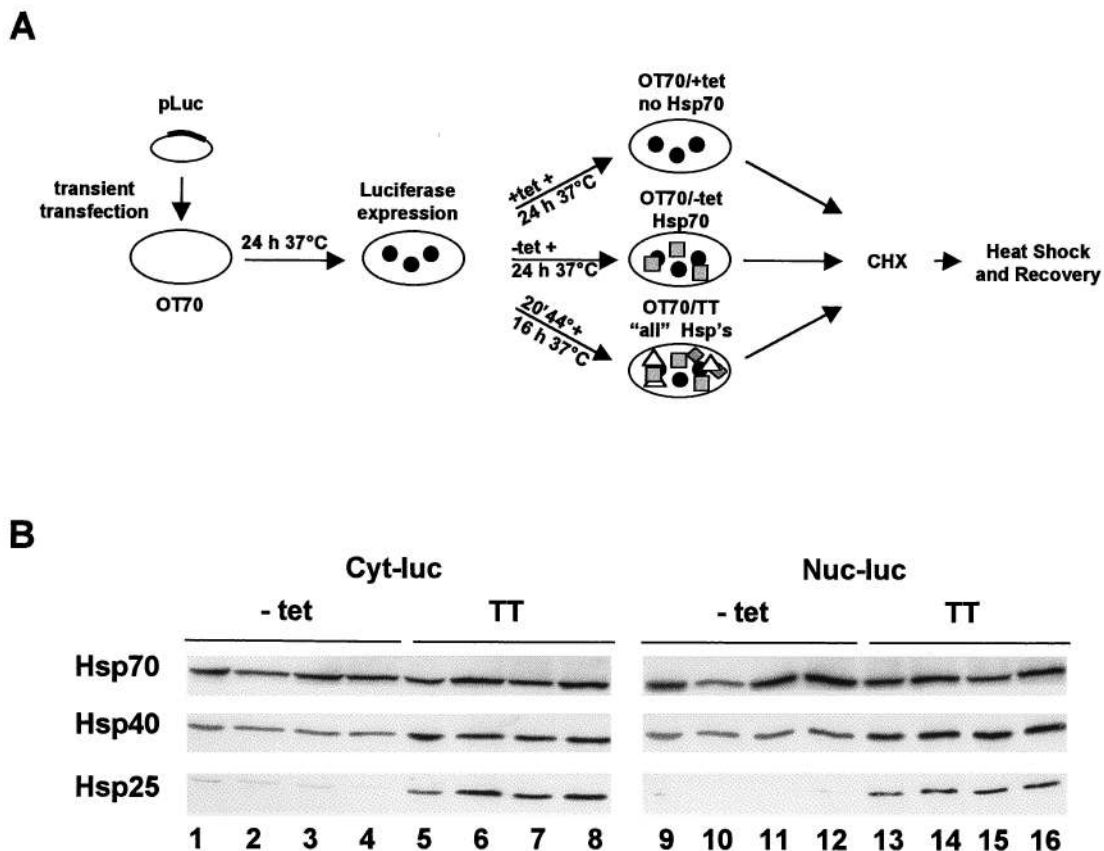 A
pLuc
transient
transfection
OT70
24 h 37°C
Luciferase
expression
+tet +
24 h 37°C
-tet +
24 h 37°C
20'44°+
16 h 37°C
OT70/+tet
no Hsp70
OT70/-tet
Hsp70
OT70/TT
“all” Hsp's
CHX
Heat Shock
and Recovery
B
Cyt-luc Nuc-luc
- tet TT - tet TT
Hsp70
Hsp40
Hsp25
1 2 3 4 5 6 7 8 9 10 11 12 13 14 15 16